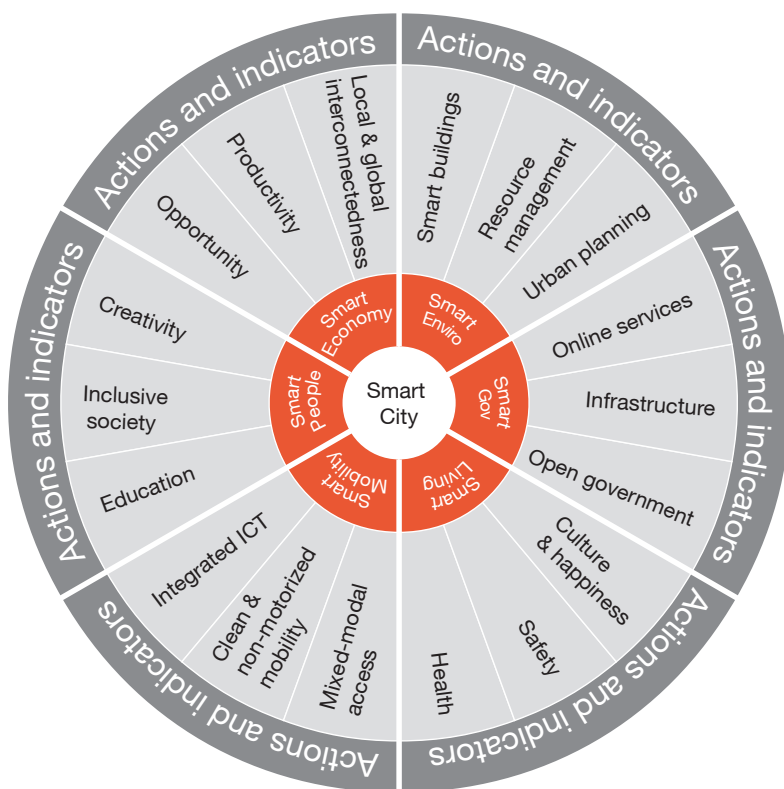 Smart
City
Smart
Economy
Smart
Enviro
Smart
Gov
Smart
Living
Smart
Mobility
Smart
People
Actions and indicators
Opportunity
Productivity
Local & global
interconnectedness
Actions and indicators
Smart buildings
Resource
management
Urban planning
Actions and indicators
Online services
Infrastructure
Open government
Actions and indicators
Culture
& happiness
Safety
Health
Actions and indicators
Mixed-modal
access
Clean &
non-motorized
mobility
Integrated ICT
Actions and indicators
Education
Inclusive
society
Creativity